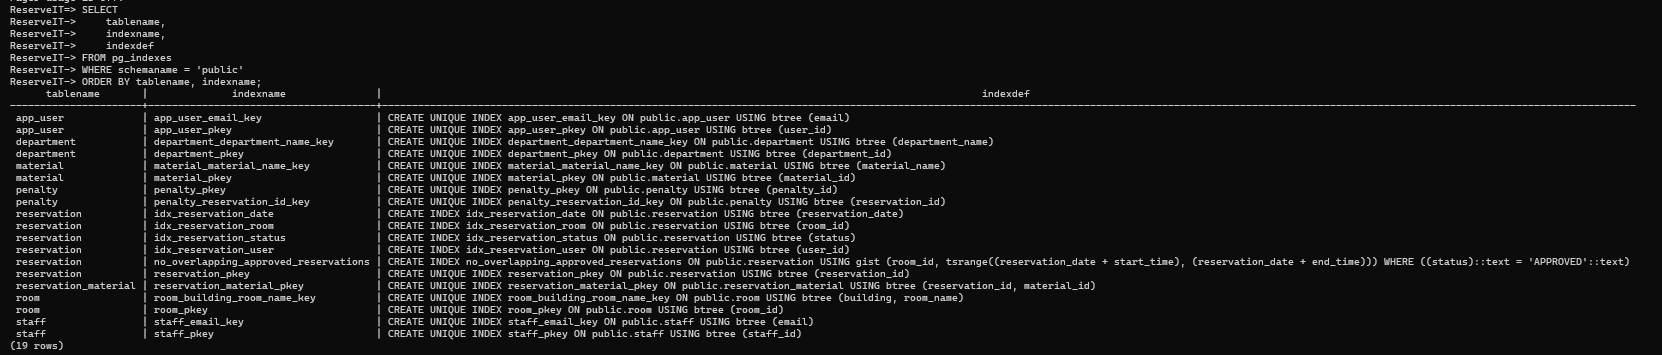 ReserveIT=> SELECT
ReserveIT->     tablename,
ReserveIT->     indexname,
ReserveIT->     indexdef
ReserveIT-> FROM pg_indexes
ReserveIT-> WHERE schemaname = 'public'
ReserveIT-> ORDER BY tablename, indexname;
tablename | indexname | indexdef
app_user | app_user_email_key | CREATE UNIQUE INDEX app_user_email_key ON public.app_user USING btree (email)
app_user | app_user_pkey | CREATE UNIQUE INDEX app_user_pkey ON public.app_user USING btree (user_id)
department | department_department_name_key | CREATE UNIQUE INDEX department_department_name_key ON public.department USING btree (department_name)
department | department_pkey | CREATE UNIQUE INDEX department_pkey ON public.department USING btree (department_id)
material | material_material_name_key | CREATE UNIQUE INDEX material_material_name_key ON public.material USING btree (material_name)
material | material_pkey | CREATE UNIQUE INDEX material_pkey ON public.material USING btree (material_id)
penalty | penalty_pkey | CREATE UNIQUE INDEX penalty_pkey ON public.penalty USING btree (penalty_id)
penalty | penalty_reservation_id_key | CREATE UNIQUE INDEX penalty_reservation_id_key ON public.penalty USING btree (reservation_id)
reservation | idx_reservation_date | CREATE INDEX idx_reservation_date ON public.reservation USING btree (reservation_date)
reservation | idx_reservation_room | CREATE INDEX idx_reservation_room ON public.reservation USING btree (room_id)
reservation | idx_reservation_status | CREATE INDEX idx_reservation_status ON public.reservation USING btree (status)
reservation | idx_reservation_user | CREATE INDEX idx_reservation_user ON public.reservation USING btree (user_id)
reservation | no_overlapping_approved_reservations | CREATE INDEX no_overlapping_approved_reservations ON public.reservation USING gist (room_id, tsrange((reservation_date + start_time), (reservation_date + end_time))) WHERE ((status)::text = 'APPROVED'::text)
reservation | reservation_pkey | CREATE UNIQUE INDEX reservation_pkey ON public.reservation USING btree (reservation_id)
reservation_material | reservation_material_pkey | CREATE UNIQUE INDEX reservation_material_pkey ON public.reservation_material USING btree (reservation_id, material_id)
room | room_building_room_name_key | CREATE UNIQUE INDEX room_building_room_name_key ON public.room USING btree (building, room_name)
room | room_pkey | CREATE UNIQUE INDEX room_pkey ON public.room USING btree (room_id)
staff | staff_email_key | CREATE UNIQUE INDEX staff_email_key ON public.staff USING btree (email)
staff | staff_pkey | CREATE UNIQUE INDEX staff_pkey ON public.staff USING btree (staff_id)
(19 rows)